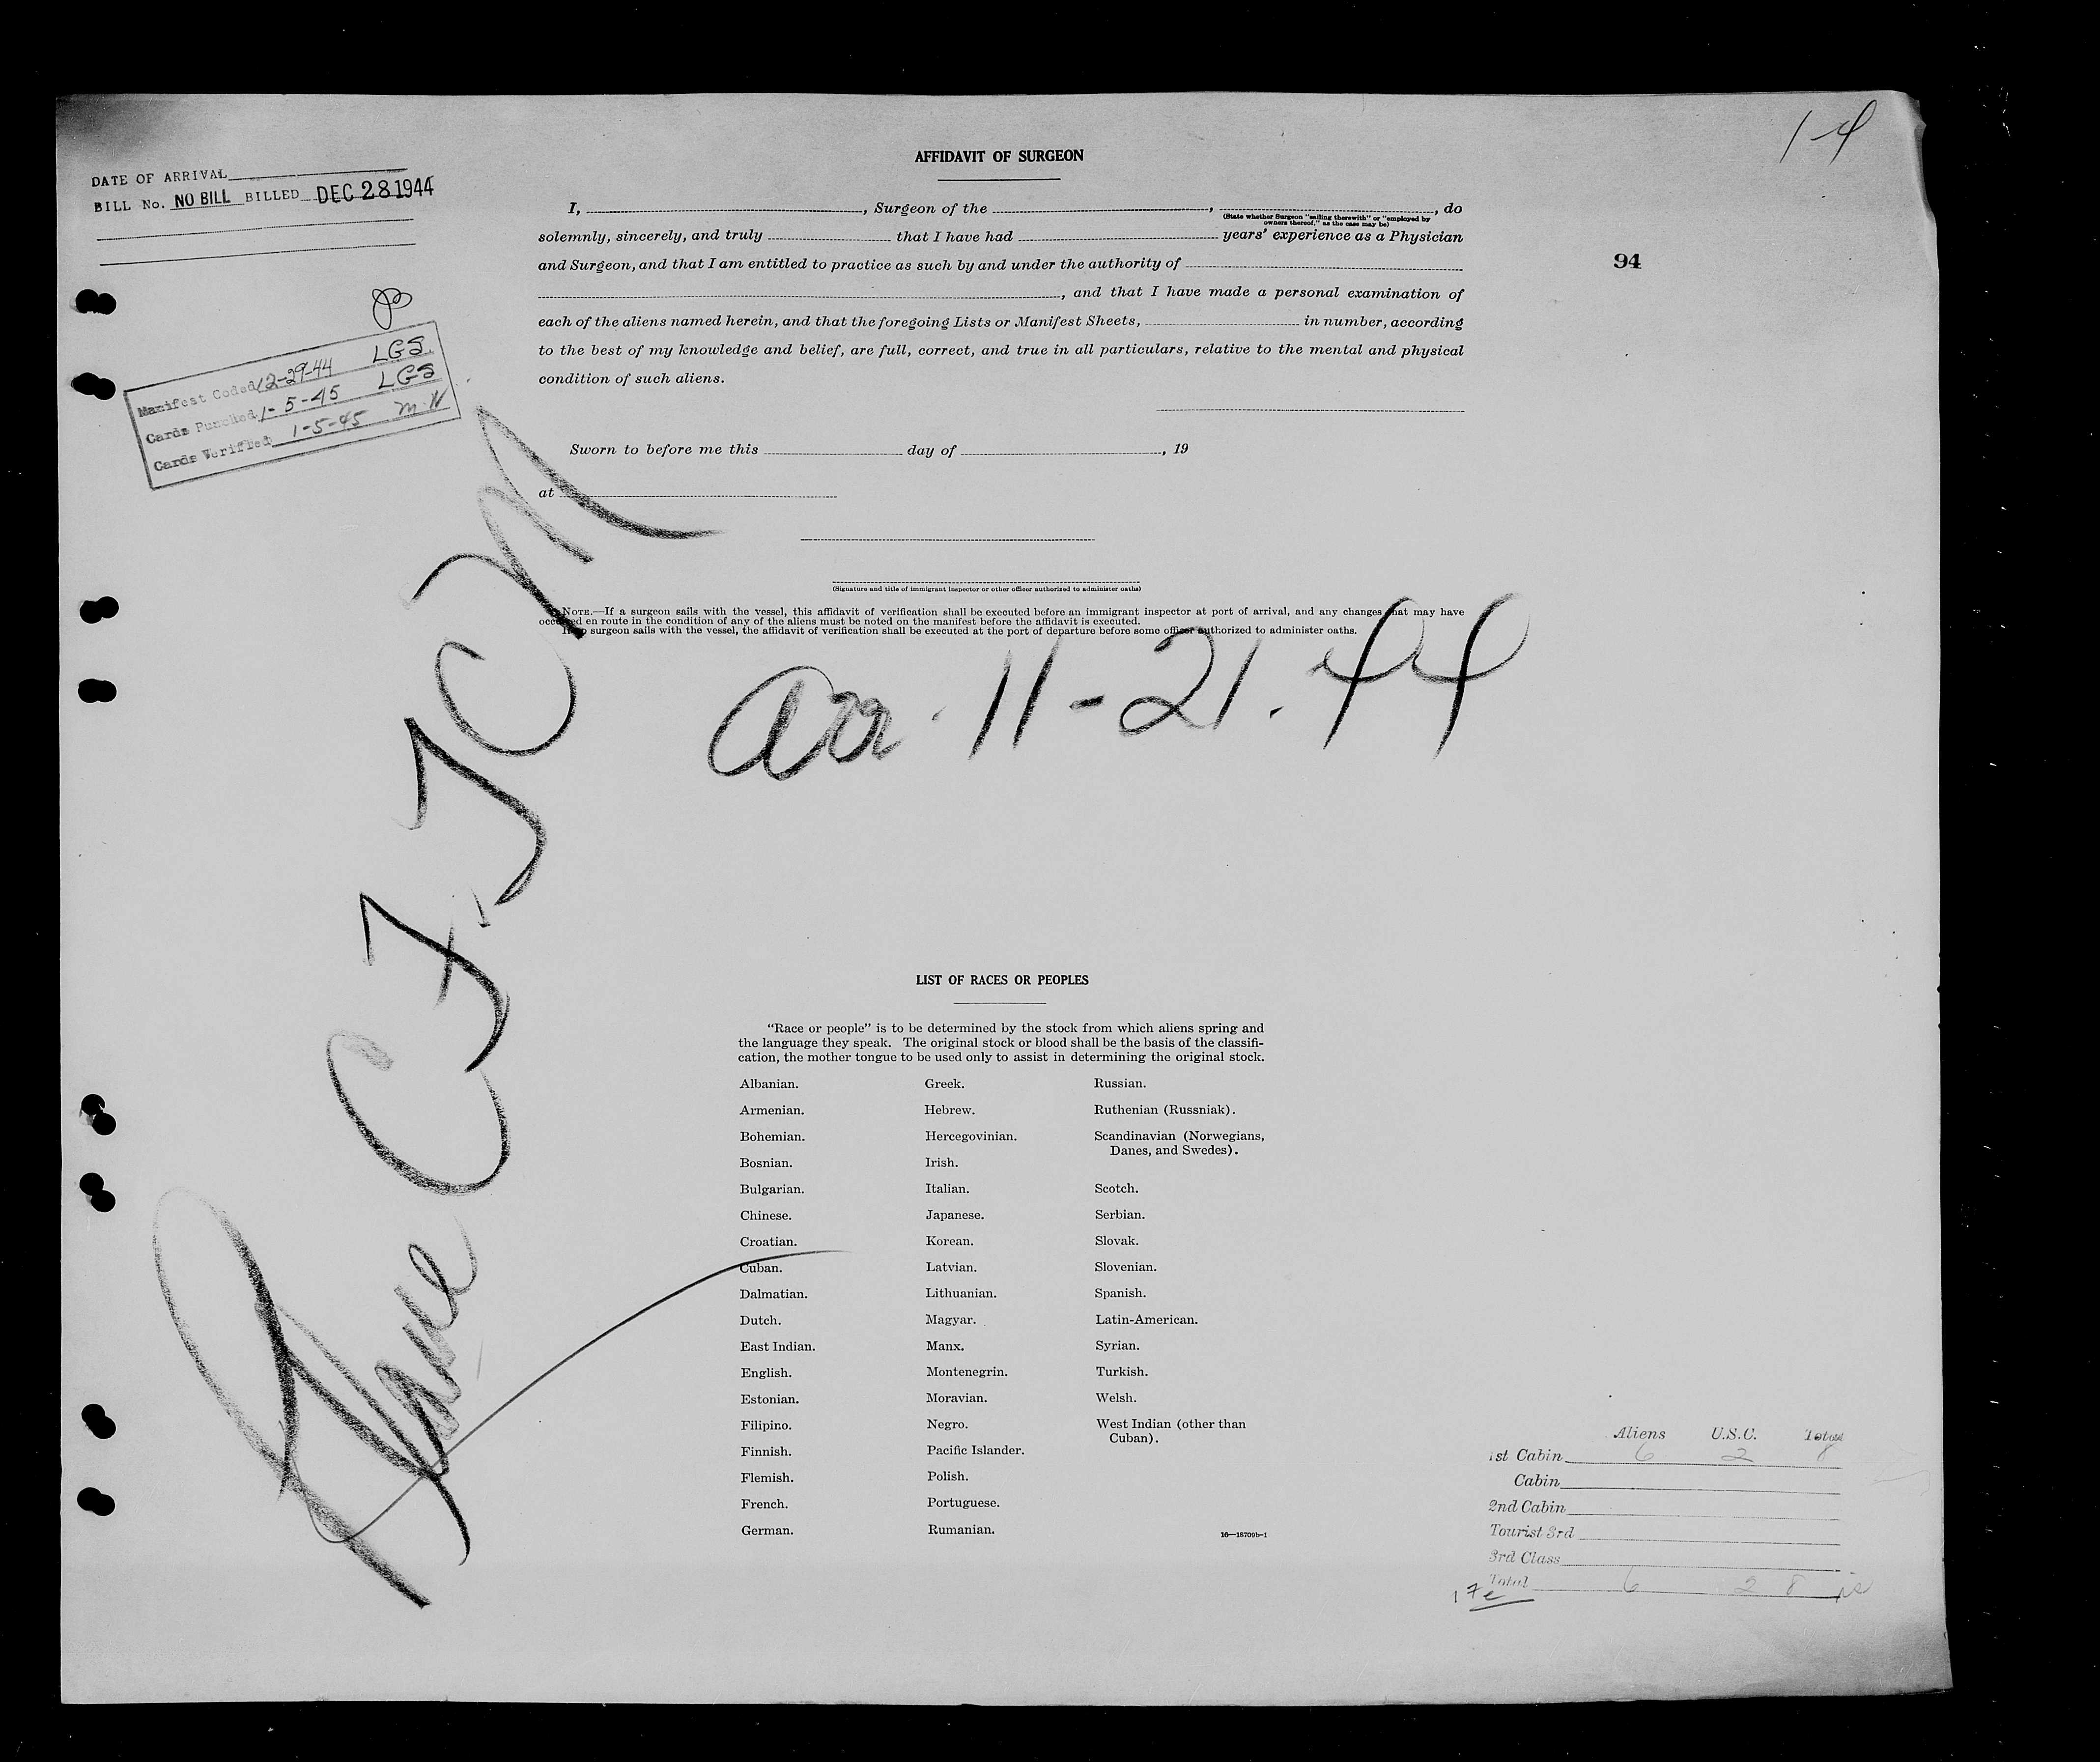 1-4
AFFIDAVIT OF SURGEON
DATE OF ARRIVAL
BILL No. NO BILL BILLED DEC 28 1944
I, , Surgeon of the , , do
(State whether Surgeon "sailing therewith" or "employed by
owners thereof," as the case may be)
solemnly, sincerely, and truly that I have had years' experience as a Physician
and Surgeon, and that I am entitled to practice as such by and under the authority of
94
, and that I have made a personal examination of
each of the aliens named herein, and that the foregoing Lists or Manifest Sheets, in number, according
to the best of my knowledge and belief, are full, correct, and true in all particulars, relative to the mental and physical
condition of such aliens.
Manifest Coded 12-29-44 LGS
Cards Punched 1-5-45 LGS
Cards Verified 1-5-45 M N
Sworn to before me this day of , 19
at
(Signature and title of immigrant inspector or other officer authorized to administer oaths)
NOTE.—If a surgeon sails with the vessel, this affidavit of verification shall be executed before an immigrant inspector at port of arrival, and any changes that may have
occurred en route in the condition of any of the aliens must be noted on the manifest before the affidavit is executed.
If no surgeon sails with the vessel, the affidavit of verification shall be executed at the port of departure before some officer authorized to administer oaths.
Arr. 11-21-44
Plane
LIST OF RACES OR PEOPLES
"Race or people" is to be determined by the stock from which aliens spring and
the language they speak. The original stock or blood shall be the basis of the classifi-
cation, the mother tongue to be used only to assist in determining the original stock.
Albanian. Greek. Russian.
Armenian. Hebrew. Ruthenian (Russniak).
Bohemian. Hercegovinian. Scandinavian (Norwegians,
Danes, and Swedes).
Bosnian. Irish.
Bulgarian. Italian. Scotch.
Chinese. Japanese. Serbian.
Croatian. Korean. Slovak.
Cuban. Latvian. Slovenian.
Dalmatian. Lithuanian. Spanish.
Dutch. Magyar. Latin-American.
East Indian. Manx. Syrian.
English. Montenegrin. Turkish.
Estonian. Moravian. Welsh.
Filipino. Negro. West Indian (other than
Cuban).
Finnish. Pacific Islander.
Flemish. Polish.
French. Portuguese.
German. Rumanian.
16—18709b-1
Aliens U.S.C. Total
1st Cabin 6 2 8
Cabin
2nd Cabin
Tourist 3rd
3rd Class
Total 6 2 8